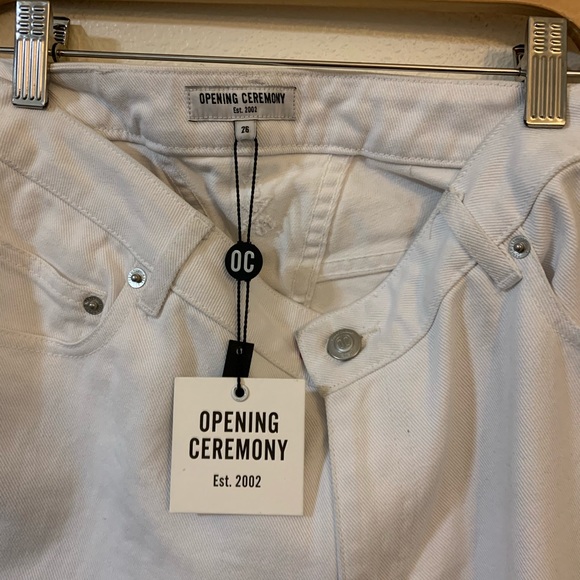 OPENING CEREMONY
Est. 2002
26
OC
OPENING
CEREMONY
Est. 2002